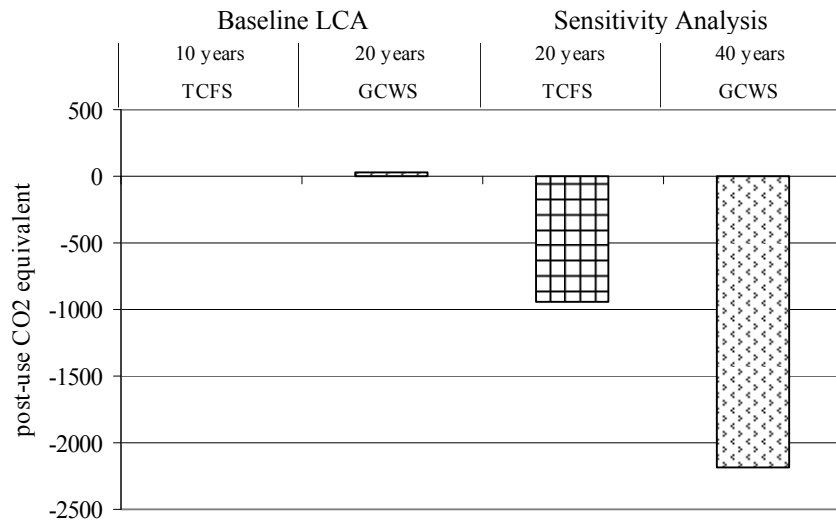 Baseline LCA Sensitivity Analysis
10 years 20 years 20 years 40 years
TCFS GCWS TCFS GCWS
500
0
-500
-1000
-1500
-2000
-2500
post-use CO2 equivalent